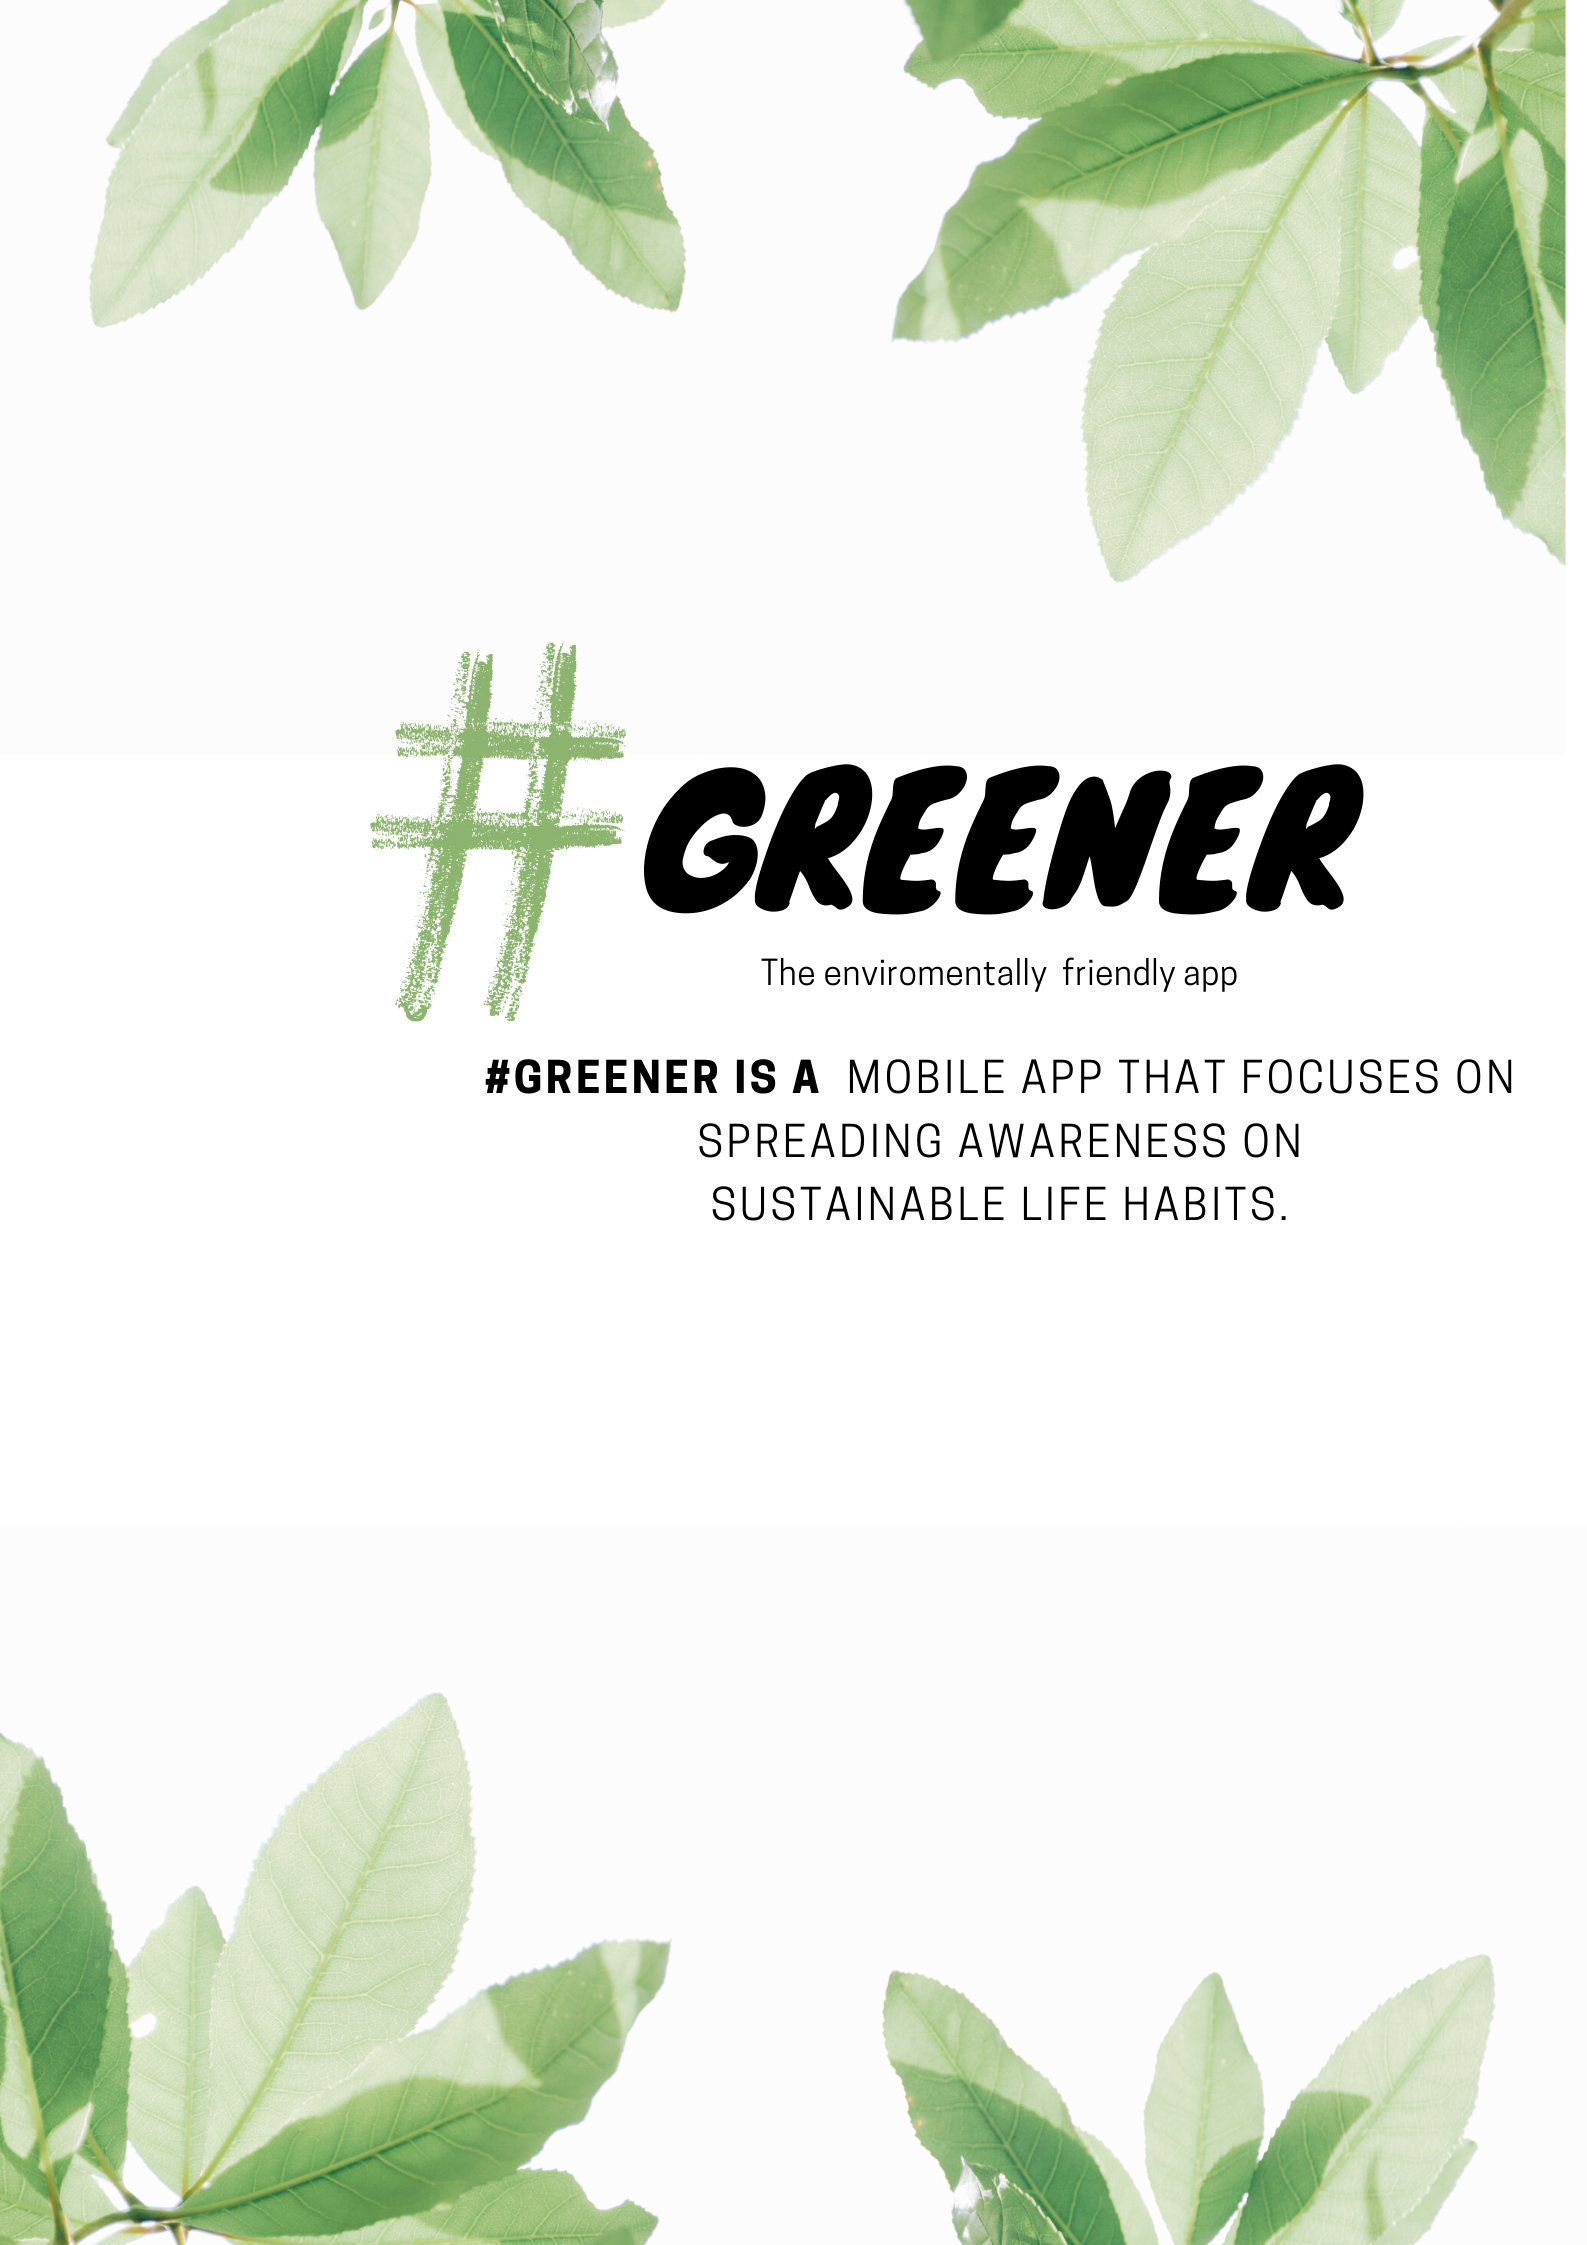 #GREENER
The enviromentally  friendly app
#GREENER IS A  MOBILE APP THAT FOCUSES ON
SPREADING AWARENESS ON
SUSTAINABLE LIFE HABITS.